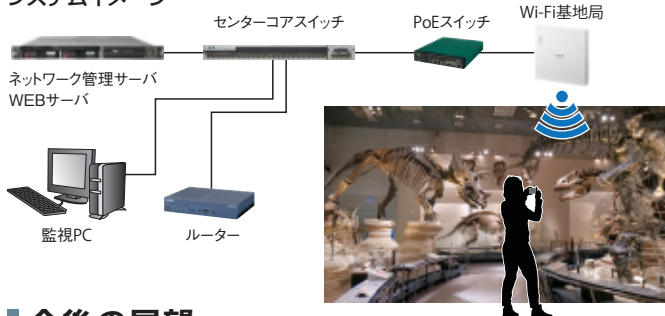 システムイメージ
センターコアスイッチ
PoEスイッチ
Wi-Fi基地局
ネットワーク管理サーバ
WEBサーバ
監視PC
ルーター
今後の展望